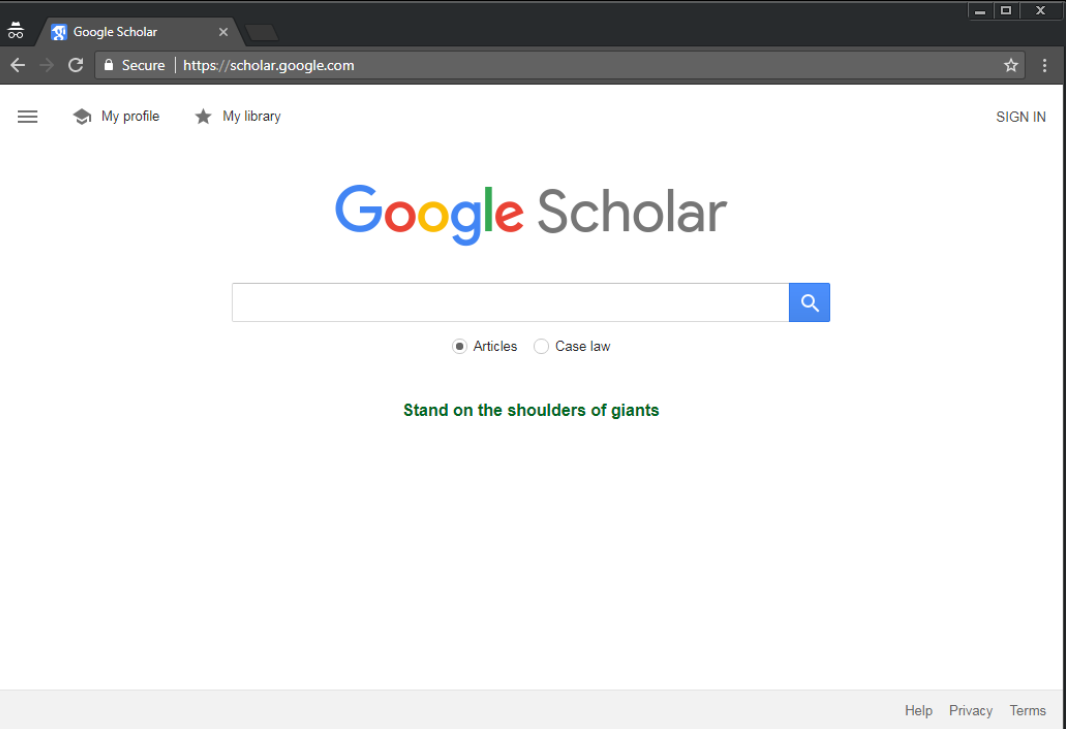 Google Scholar
Secure https://scholar.google.com
My profile My library SIGN IN
Google Scholar
Articles Case law
Stand on the shoulders of giants
Help Privacy Terms